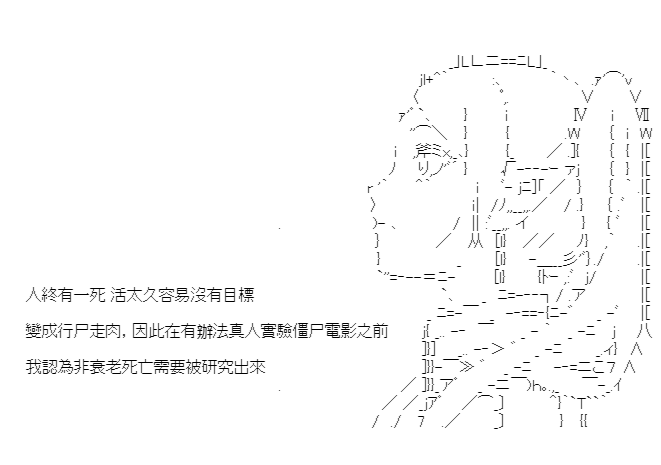 人終有一死 活太久容易沒有目標
變成行尸走肉，因此在有辦法真人實驗僵尸電影之前
我認為非衰老死亡需要被研究出來